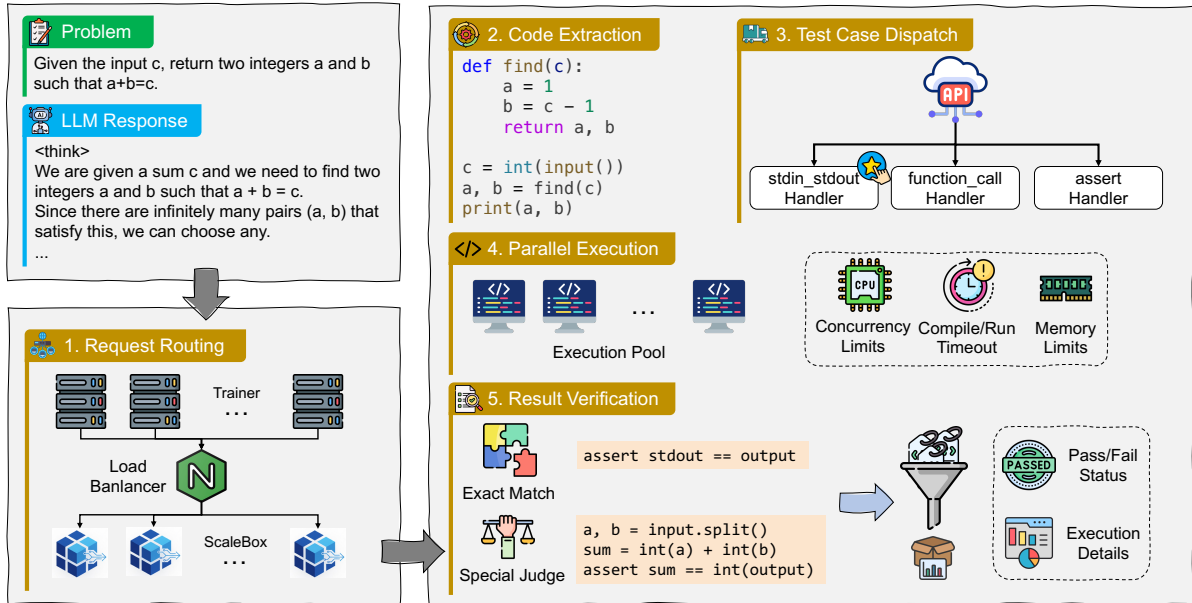 Problem
Given the input c, return two integers a and b
such that a+b=c.
LLM Response
<think>
We are given a sum c and we need to find two
integers a and b such that a + b = c.
Since there are infinitely many pairs (a, b) that
satisfy this, we can choose any.
...
1. Request Routing
Trainer
...
Load
Banlancer
N
ScaleBox
...
2. Code Extraction
def find(c):
    a = 1
    b = c - 1
    return a, b
c = int(input())
a, b = find(c)
print(a, b)
3. Test Case Dispatch
API
stdin_stdout
Handler
function_call
Handler
assert
Handler
</> 4. Parallel Execution
</>
</>
...
</>
Execution Pool
CPU
Concurrency
Limits
Compile/Run
Timeout
Memory
Limits
5. Result Verification
Exact Match
assert stdout == output
Special Judge
a, b = input.split()
sum = int(a) + int(b)
assert sum == int(output)
PASSED
Pass/Fail
Status
Execution
Details